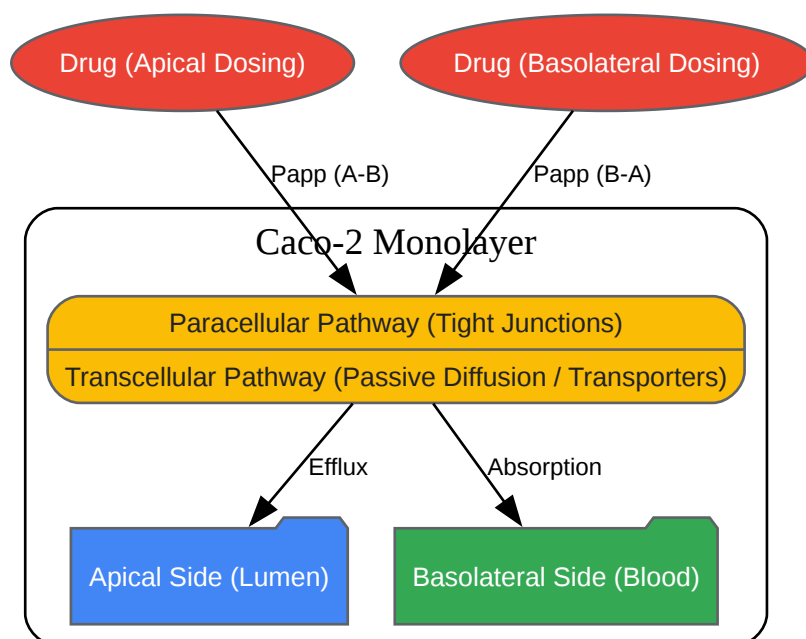 Drug (Apical Dosing)
Drug (Basolateral Dosing)
Papp (A-B)
Papp (B-A)
Caco-2 Monolayer
Paracellular Pathway (Tight Junctions)
Transcellular Pathway (Passive Diffusion / Transporters)
Efflux
Absorption
Apical Side (Lumen)
Basolateral Side (Blood)